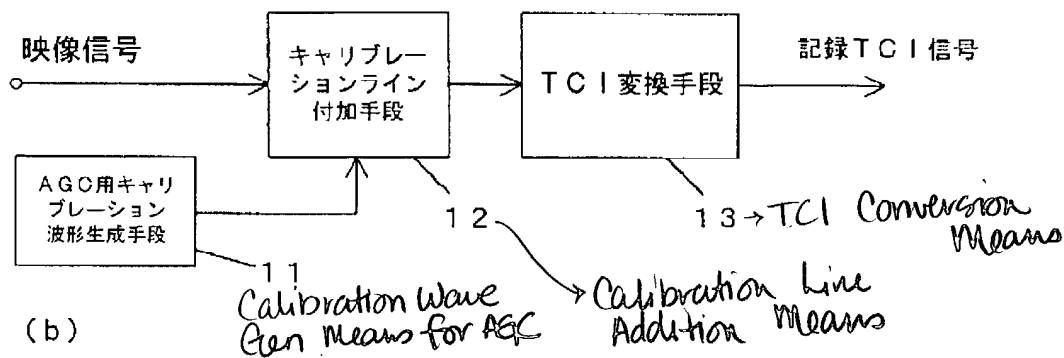 映像信号
キャリブレー
ションライン
付加手段
TCI変換手段
記録TCI信号
AGC用キャリ
ブレーション
波形生成手段
11
12
13→TCI Conversion
Means
Calibration Wave
Gen Means for AGC
Calibration Line
Addition Means
(b)